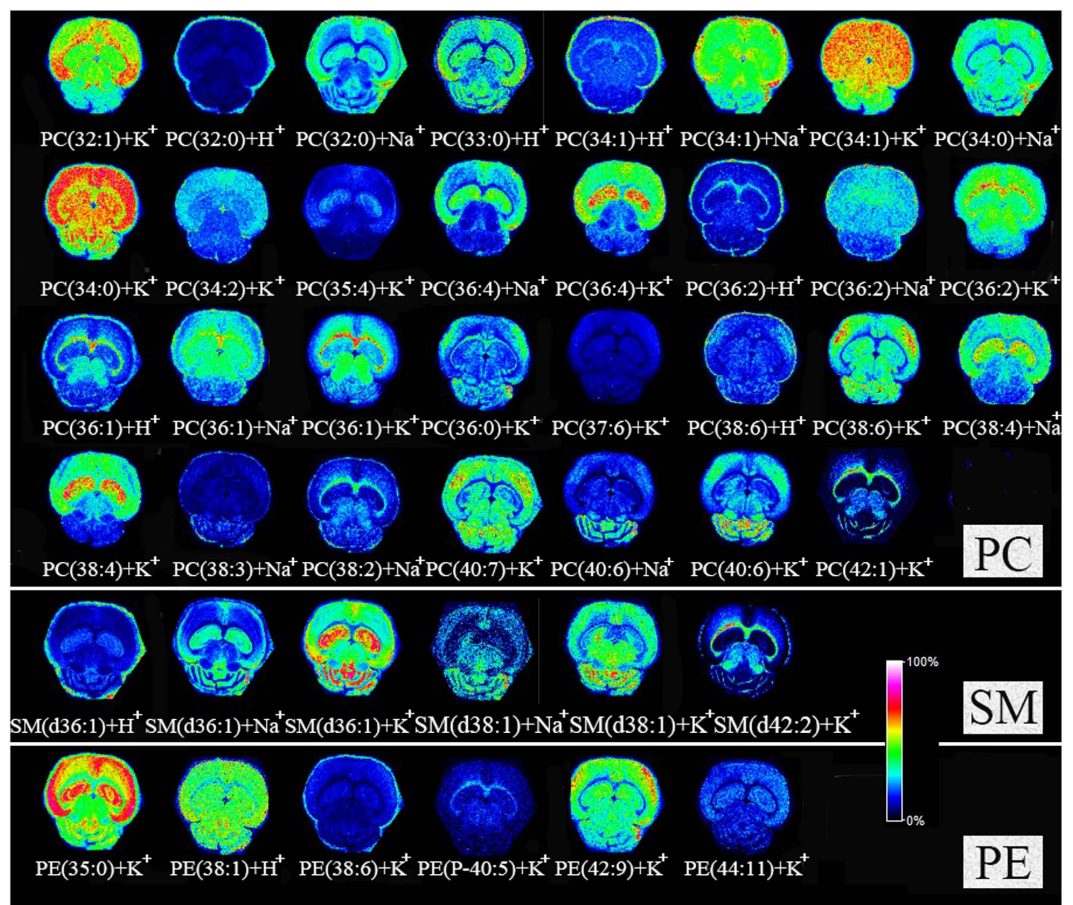 PC(32:1)+K+ PC(32:0)+H+ PC(32:0)+Na+ PC(33:0)+H+ PC(34:1)+H+ PC(34:1)+Na+ PC(34:1)+K+ PC(34:0)+Na+
PC(34:0)+K+ PC(34:2)+K+ PC(35:4)+K+ PC(36:4)+Na+ PC(36:4)+K+ PC(36:2)+H+ PC(36:2)+Na+ PC(36:2)+K+
PC(36:1)+H+ PC(36:1)+Na+ PC(36:1)+K+ PC(36:0)+K+ PC(37:6)+K+ PC(38:6)+H+ PC(38:6)+K+ PC(38:4)+Na+
PC(38:4)+K+ PC(38:3)+Na+ PC(38:2)+Na+ PC(40:7)+K+ PC(40:6)+Na+ PC(40:6)+K+ PC(42:1)+K+
PC
SM(d36:1)+H+ SM(d36:1)+Na+ SM(d36:1)+K+ SM(d38:1)+Na+ SM(d38:1)+K+ SM(d42:2)+K+
SM
100%
0%
PE(35:0)+K+ PE(38:1)+H+ PE(38:6)+K+ PE(P-40:5)+K+ PE(42:9)+K+ PE(44:11)+K+
PE